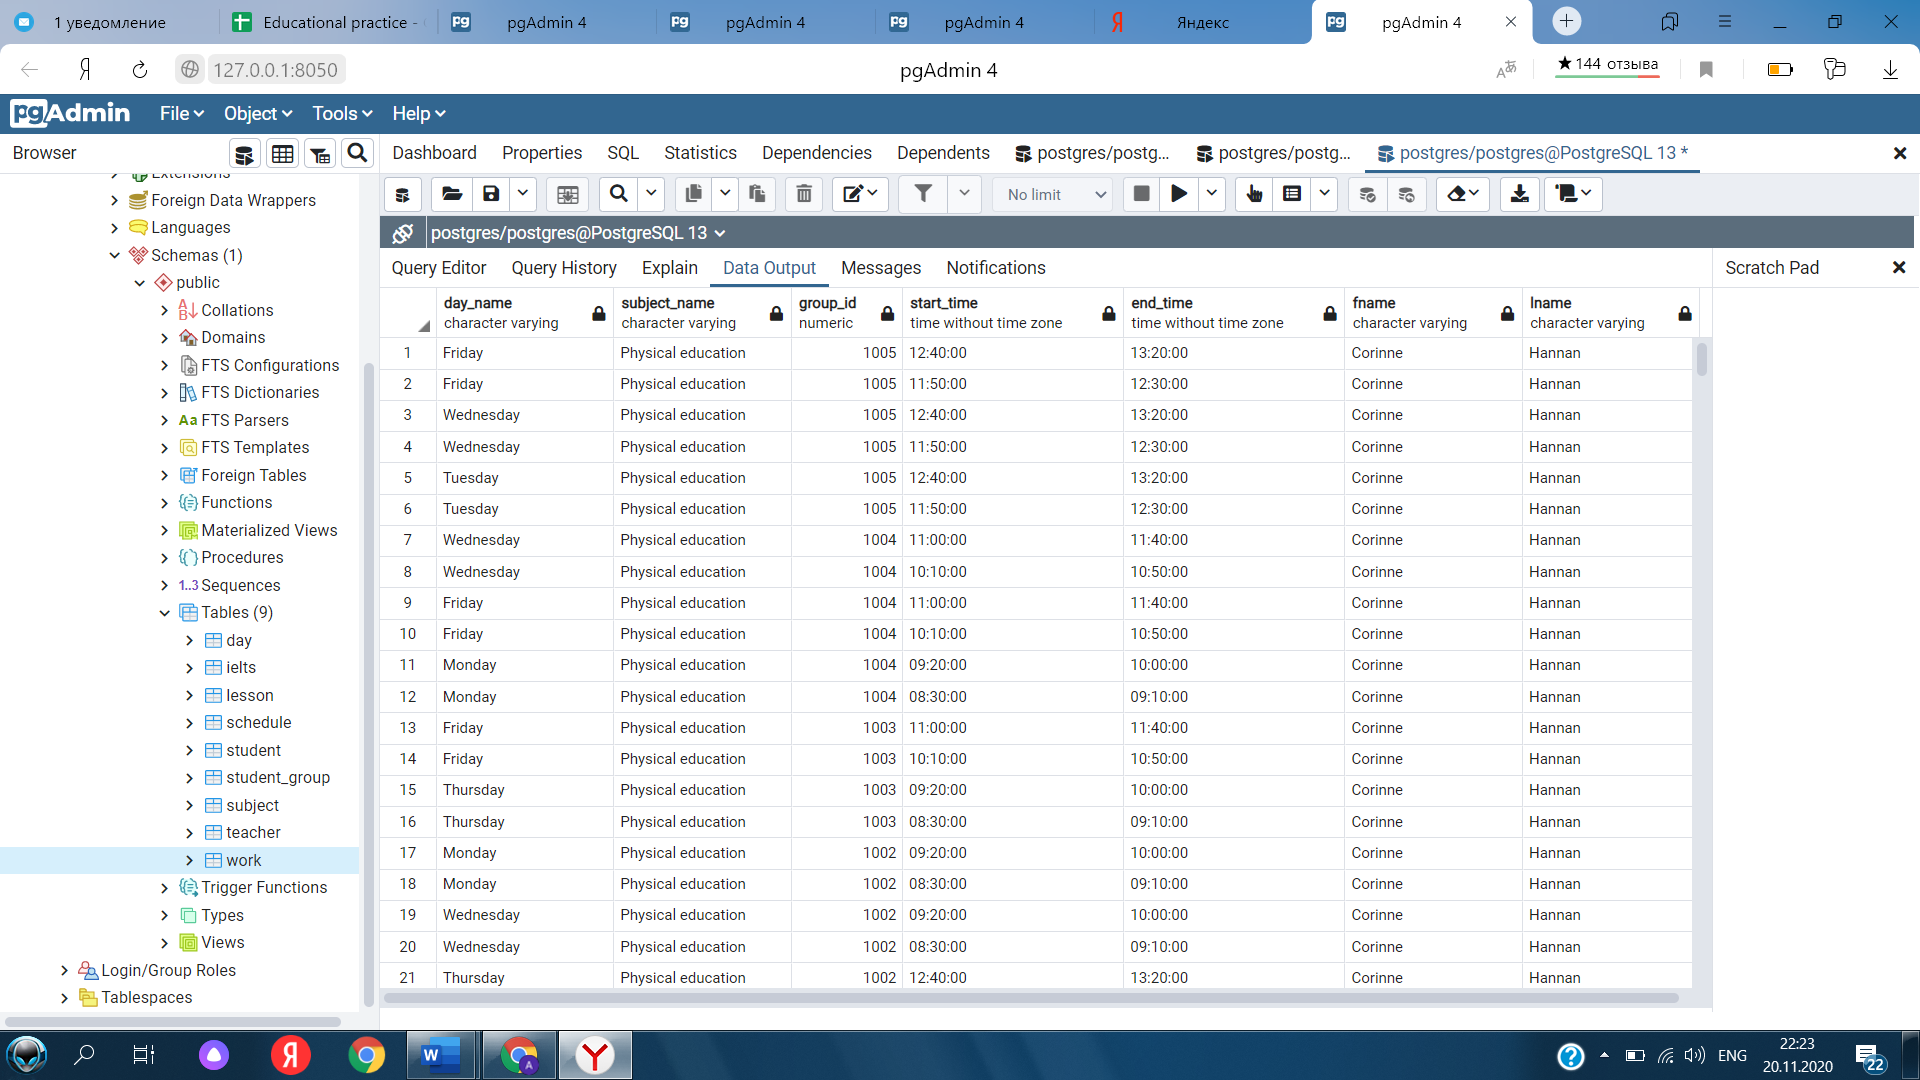 1 уведомление
Educational practice -
pgAdmin 4
pgAdmin 4
pgAdmin 4
Яндекс
pgAdmin 4
127.0.0.1:8050
pgAdmin 4
★144 отзыва
pgAdmin
File
Object
Tools
Help
Browser
Dashboard
Properties
SQL
Statistics
Dependencies
Dependents
postgres/postg...
postgres/postg...
postgres/postgres@PostgreSQL 13 *
No limit
postgres/postgres@PostgreSQL 13
Extensions
Foreign Data Wrappers
Languages
Schemas (1)
public
Collations
Domains
FTS Configurations
FTS Dictionaries
Aa FTS Parsers
FTS Templates
Foreign Tables
Functions
Materialized Views
Procedures
1..3 Sequences
Tables (9)
day
ielts
lesson
schedule
student
student_group
subject
teacher
work
Trigger Functions
Types
Views
Login/Group Roles
Tablespaces
Query Editor
Query History
Explain
Data Output
Messages
Notifications
Scratch Pad
day_name subject_name group_id start_time end_time fname lname
character varying character varying numeric time without time zone time without time zone character varying character varying
1 Friday Physical education 1005 12:40:00 13:20:00 Corinne Hannan
2 Friday Physical education 1005 11:50:00 12:30:00 Corinne Hannan
3 Wednesday Physical education 1005 12:40:00 13:20:00 Corinne Hannan
4 Wednesday Physical education 1005 11:50:00 12:30:00 Corinne Hannan
5 Tuesday Physical education 1005 12:40:00 13:20:00 Corinne Hannan
6 Tuesday Physical education 1005 11:50:00 12:30:00 Corinne Hannan
7 Wednesday Physical education 1004 11:00:00 11:40:00 Corinne Hannan
8 Wednesday Physical education 1004 10:10:00 10:50:00 Corinne Hannan
9 Friday Physical education 1004 11:00:00 11:40:00 Corinne Hannan
10 Friday Physical education 1004 10:10:00 10:50:00 Corinne Hannan
11 Monday Physical education 1004 09:20:00 10:00:00 Corinne Hannan
12 Monday Physical education 1004 08:30:00 09:10:00 Corinne Hannan
13 Friday Physical education 1003 11:00:00 11:40:00 Corinne Hannan
14 Friday Physical education 1003 10:10:00 10:50:00 Corinne Hannan
15 Thursday Physical education 1003 09:20:00 10:00:00 Corinne Hannan
16 Thursday Physical education 1003 08:30:00 09:10:00 Corinne Hannan
17 Monday Physical education 1002 09:20:00 10:00:00 Corinne Hannan
18 Monday Physical education 1002 08:30:00 09:10:00 Corinne Hannan
19 Wednesday Physical education 1002 09:20:00 10:00:00 Corinne Hannan
20 Wednesday Physical education 1002 08:30:00 09:10:00 Corinne Hannan
21 Thursday Physical education 1002 12:40:00 13:20:00 Corinne Hannan
ENG
22:23
20.11.2020
22